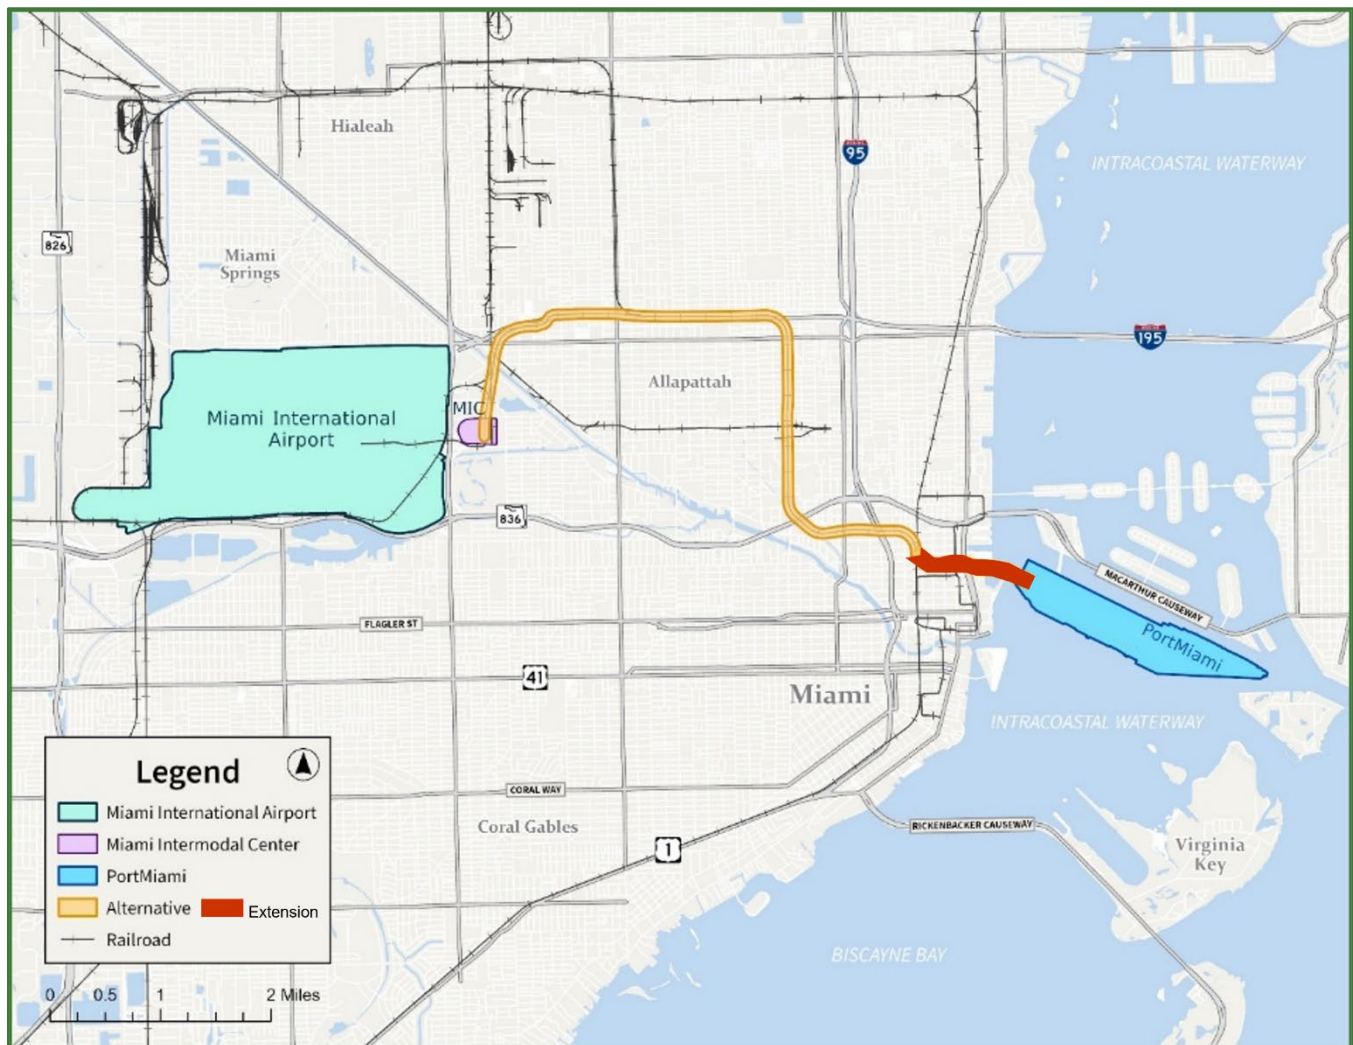 Hialeah
95
INTRACOASTAL WATERWAY
826
Miami
Springs
195
Miami International
Airport
MIC
Allapattah
836
MACARTHUR CAUSEWAY
FLAGLER ST
PortMiami
41
Miami
INTRACOASTAL WATERWAY
CORAL WAY
Coral Gables
1
RICKENBACKER CAUSEWAY
Virginia
Key
BISCAYNE BAY
Legend
Miami International Airport
Miami Intermodal Center
PortMiami
Alternative
Extension
Railroad
0 0.5 1 2 Miles